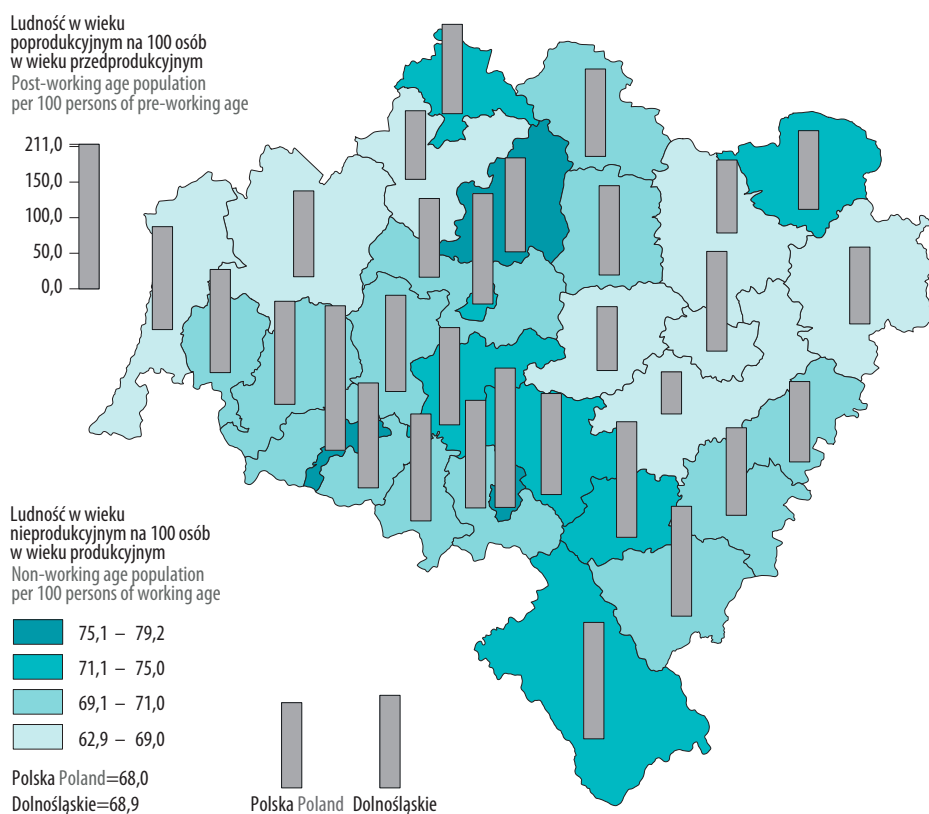 Ludność w wieku
poprodukcyjnym na 100 osób
w wieku przedprodukcyjnym
Post-working age population
per 100 persons of pre-working age
211,0
150,0
100,0
50,0
0,0
Ludność w wieku
nieprodukcyjnym na 100 osób
w wieku produkcyjnym
Non-working age population
per 100 persons of working age
75,1 – 79,2
71,1 – 75,0
69,1 – 71,0
62,9 – 69,0
Polska Poland=68,0
Dolnośląskie=68,9
Polska Poland Dolnośląskie